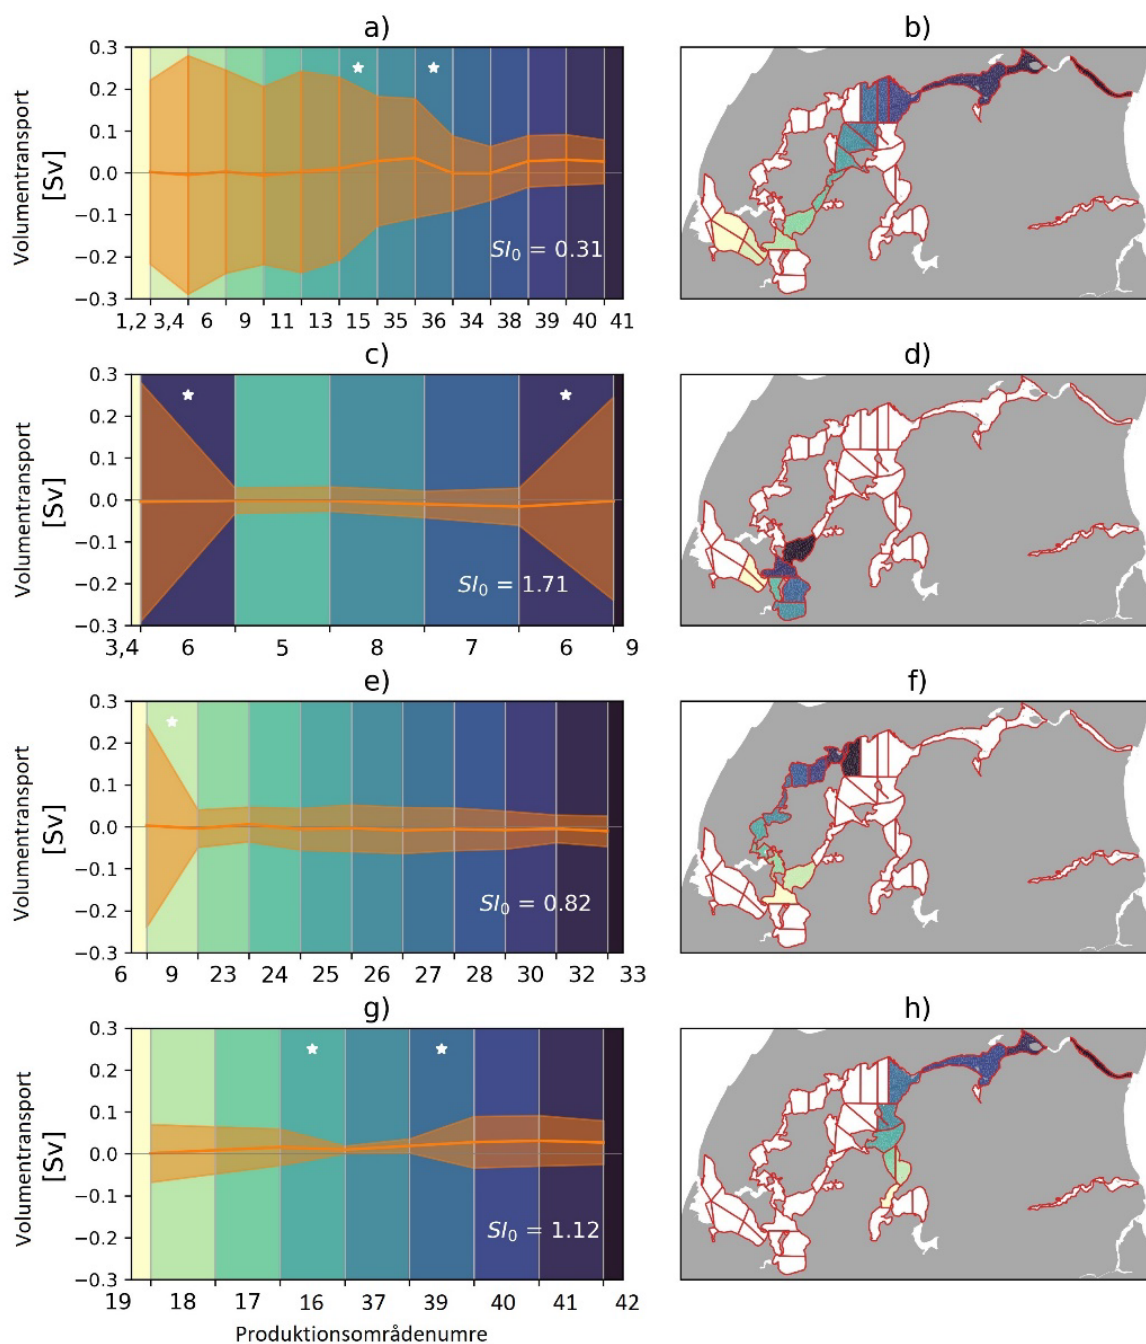 a)
b)
0.3
0.2
0.1
0.0
−0.1
−0.2
−0.3
Volumentransport
[Sv]
SI₀ = 0.31
1,2 3,4 6 9 11 13 15 35 36 34 38 39 40 41
c)
d)
0.3
0.2
0.1
0.0
−0.1
−0.2
−0.3
Volumentransport
[Sv]
SI₀ = 1.71
3,4 6 5 8 7 6 9
e)
f)
0.3
0.2
0.1
0.0
−0.1
−0.2
−0.3
Volumentransport
[Sv]
SI₀ = 0.82
6 9 23 24 25 26 27 28 30 32 33
g)
h)
0.3
0.2
0.1
0.0
−0.1
−0.2
−0.3
Volumentransport
[Sv]
SI₀ = 1.12
19 18 17 16 37 39 40 41 42
Produktionsområdenumre